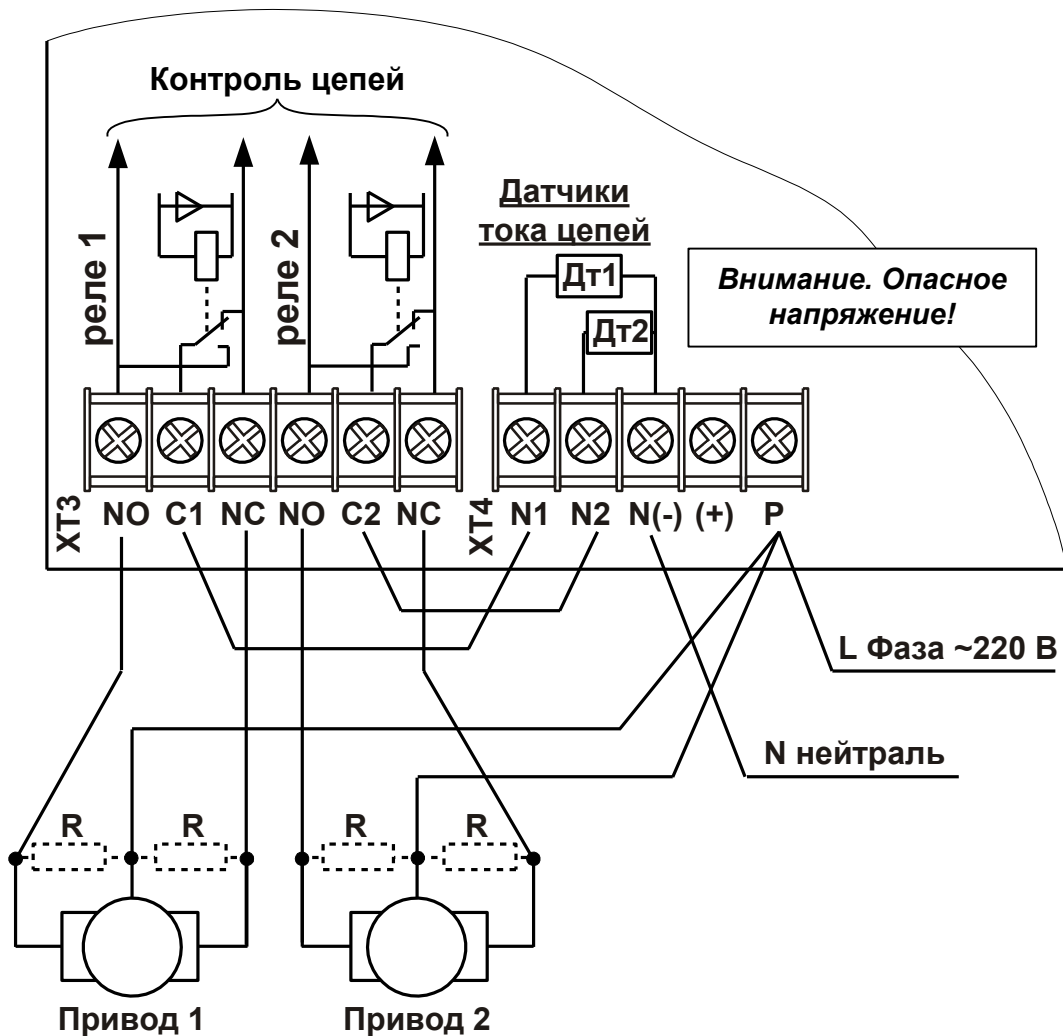 Контроль цепей
реле 1
реле 2
Датчики
тока цепей
Дт1
Дт2
Внимание. Опасное
напряжение!
XT3
NO C1 NC NO C2 NC
XT4
N1 N2 N(-) (+) P
L Фаза ~220 В
N нейтраль
R R R R
Привод 1
Привод 2